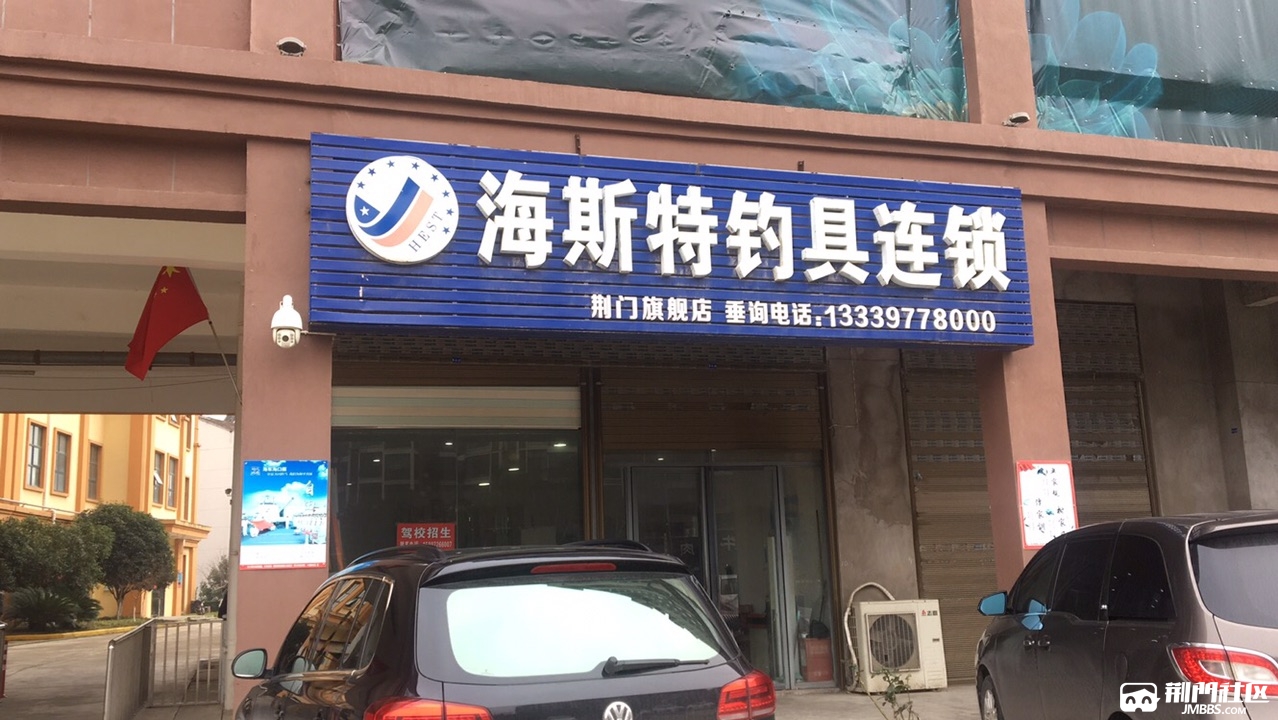 海斯特钓具连锁
HEST
荆门旗舰店 垂询电话:13339778000
驾校招生
荆門社区
JMBBS.COM